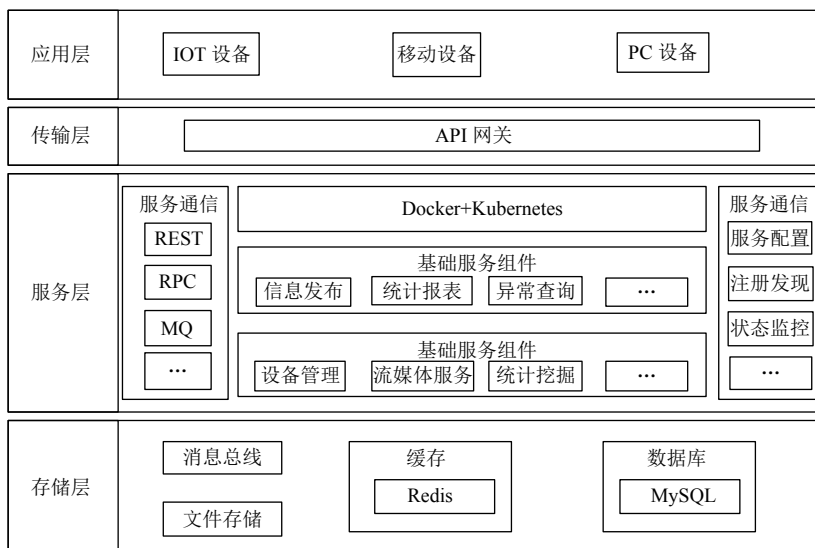 应用层
IOT 设备
移动设备
PC 设备
传输层
API 网关
服务层
服务通信
REST
RPC
MQ
...
Docker+Kubernetes
基础服务组件
信息发布
统计报表
异常查询
...
基础服务组件
设备管理
流媒体服务
统计挖掘
...
服务通信
服务配置
注册发现
状态监控
...
存储层
消息总线
文件存储
缓存
Redis
数据库
MySQL